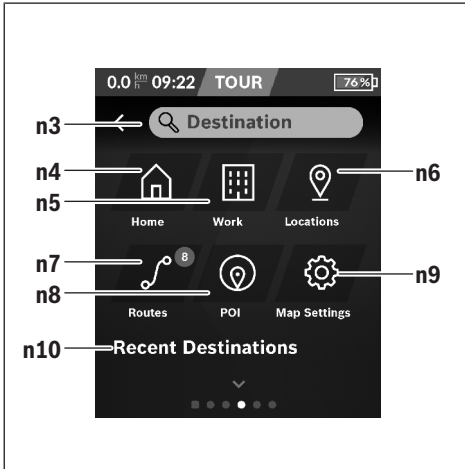 0.0 km/h 09:22 TOUR 76%
n3 Destination
n4 n6
n5 Home Work Locations
n7 8 n9
n8 Routes POI Map Settings
n10 Recent Destinations